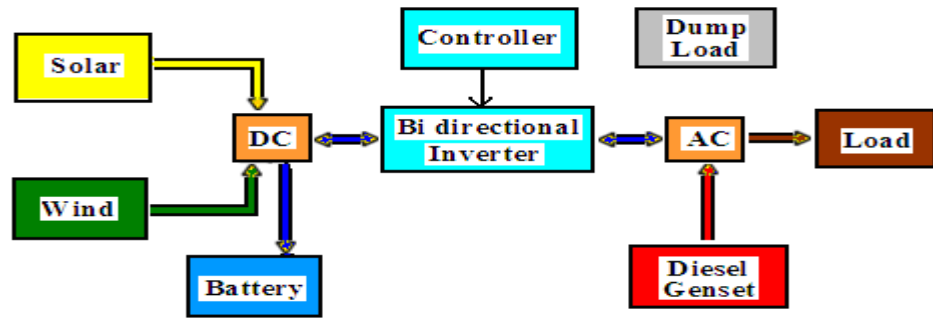 Solar
Controller
Dump
Load
DC
Bi directional
Inverter
AC
Load
Wind
Battery
Diesel
Genset